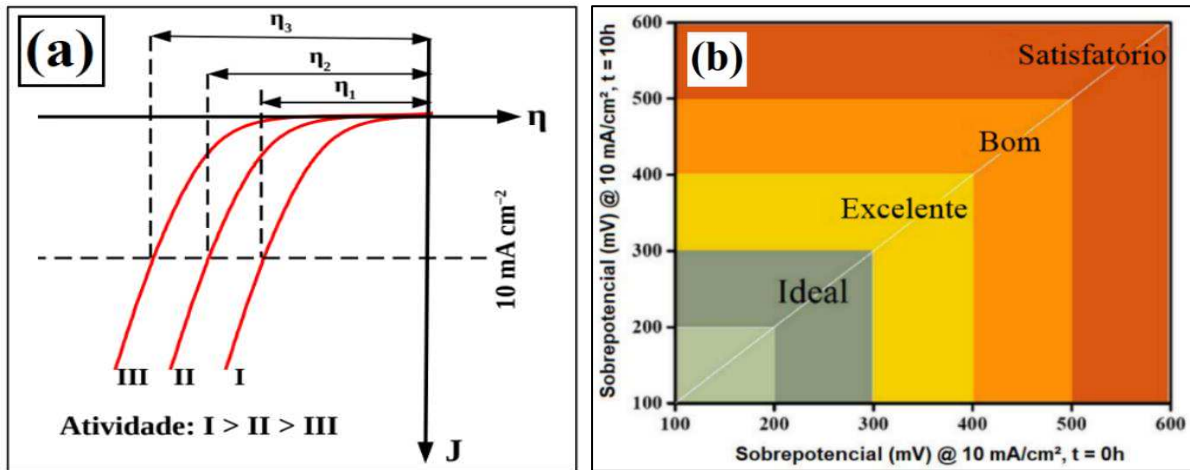 (a)
η₃
η₂
η₁
η
10 mA cm⁻²
III
II
I
Atividade: I > II > III
J
(b)
Sobrepotencial (mV) @ 10 mA/cm², t = 10h
600
500
400
300
200
100
Satisfatório
Bom
Excelente
Ideal
100 200 300 400 500 600
Sobrepotencial (mV) @ 10 mA/cm², t = 0h